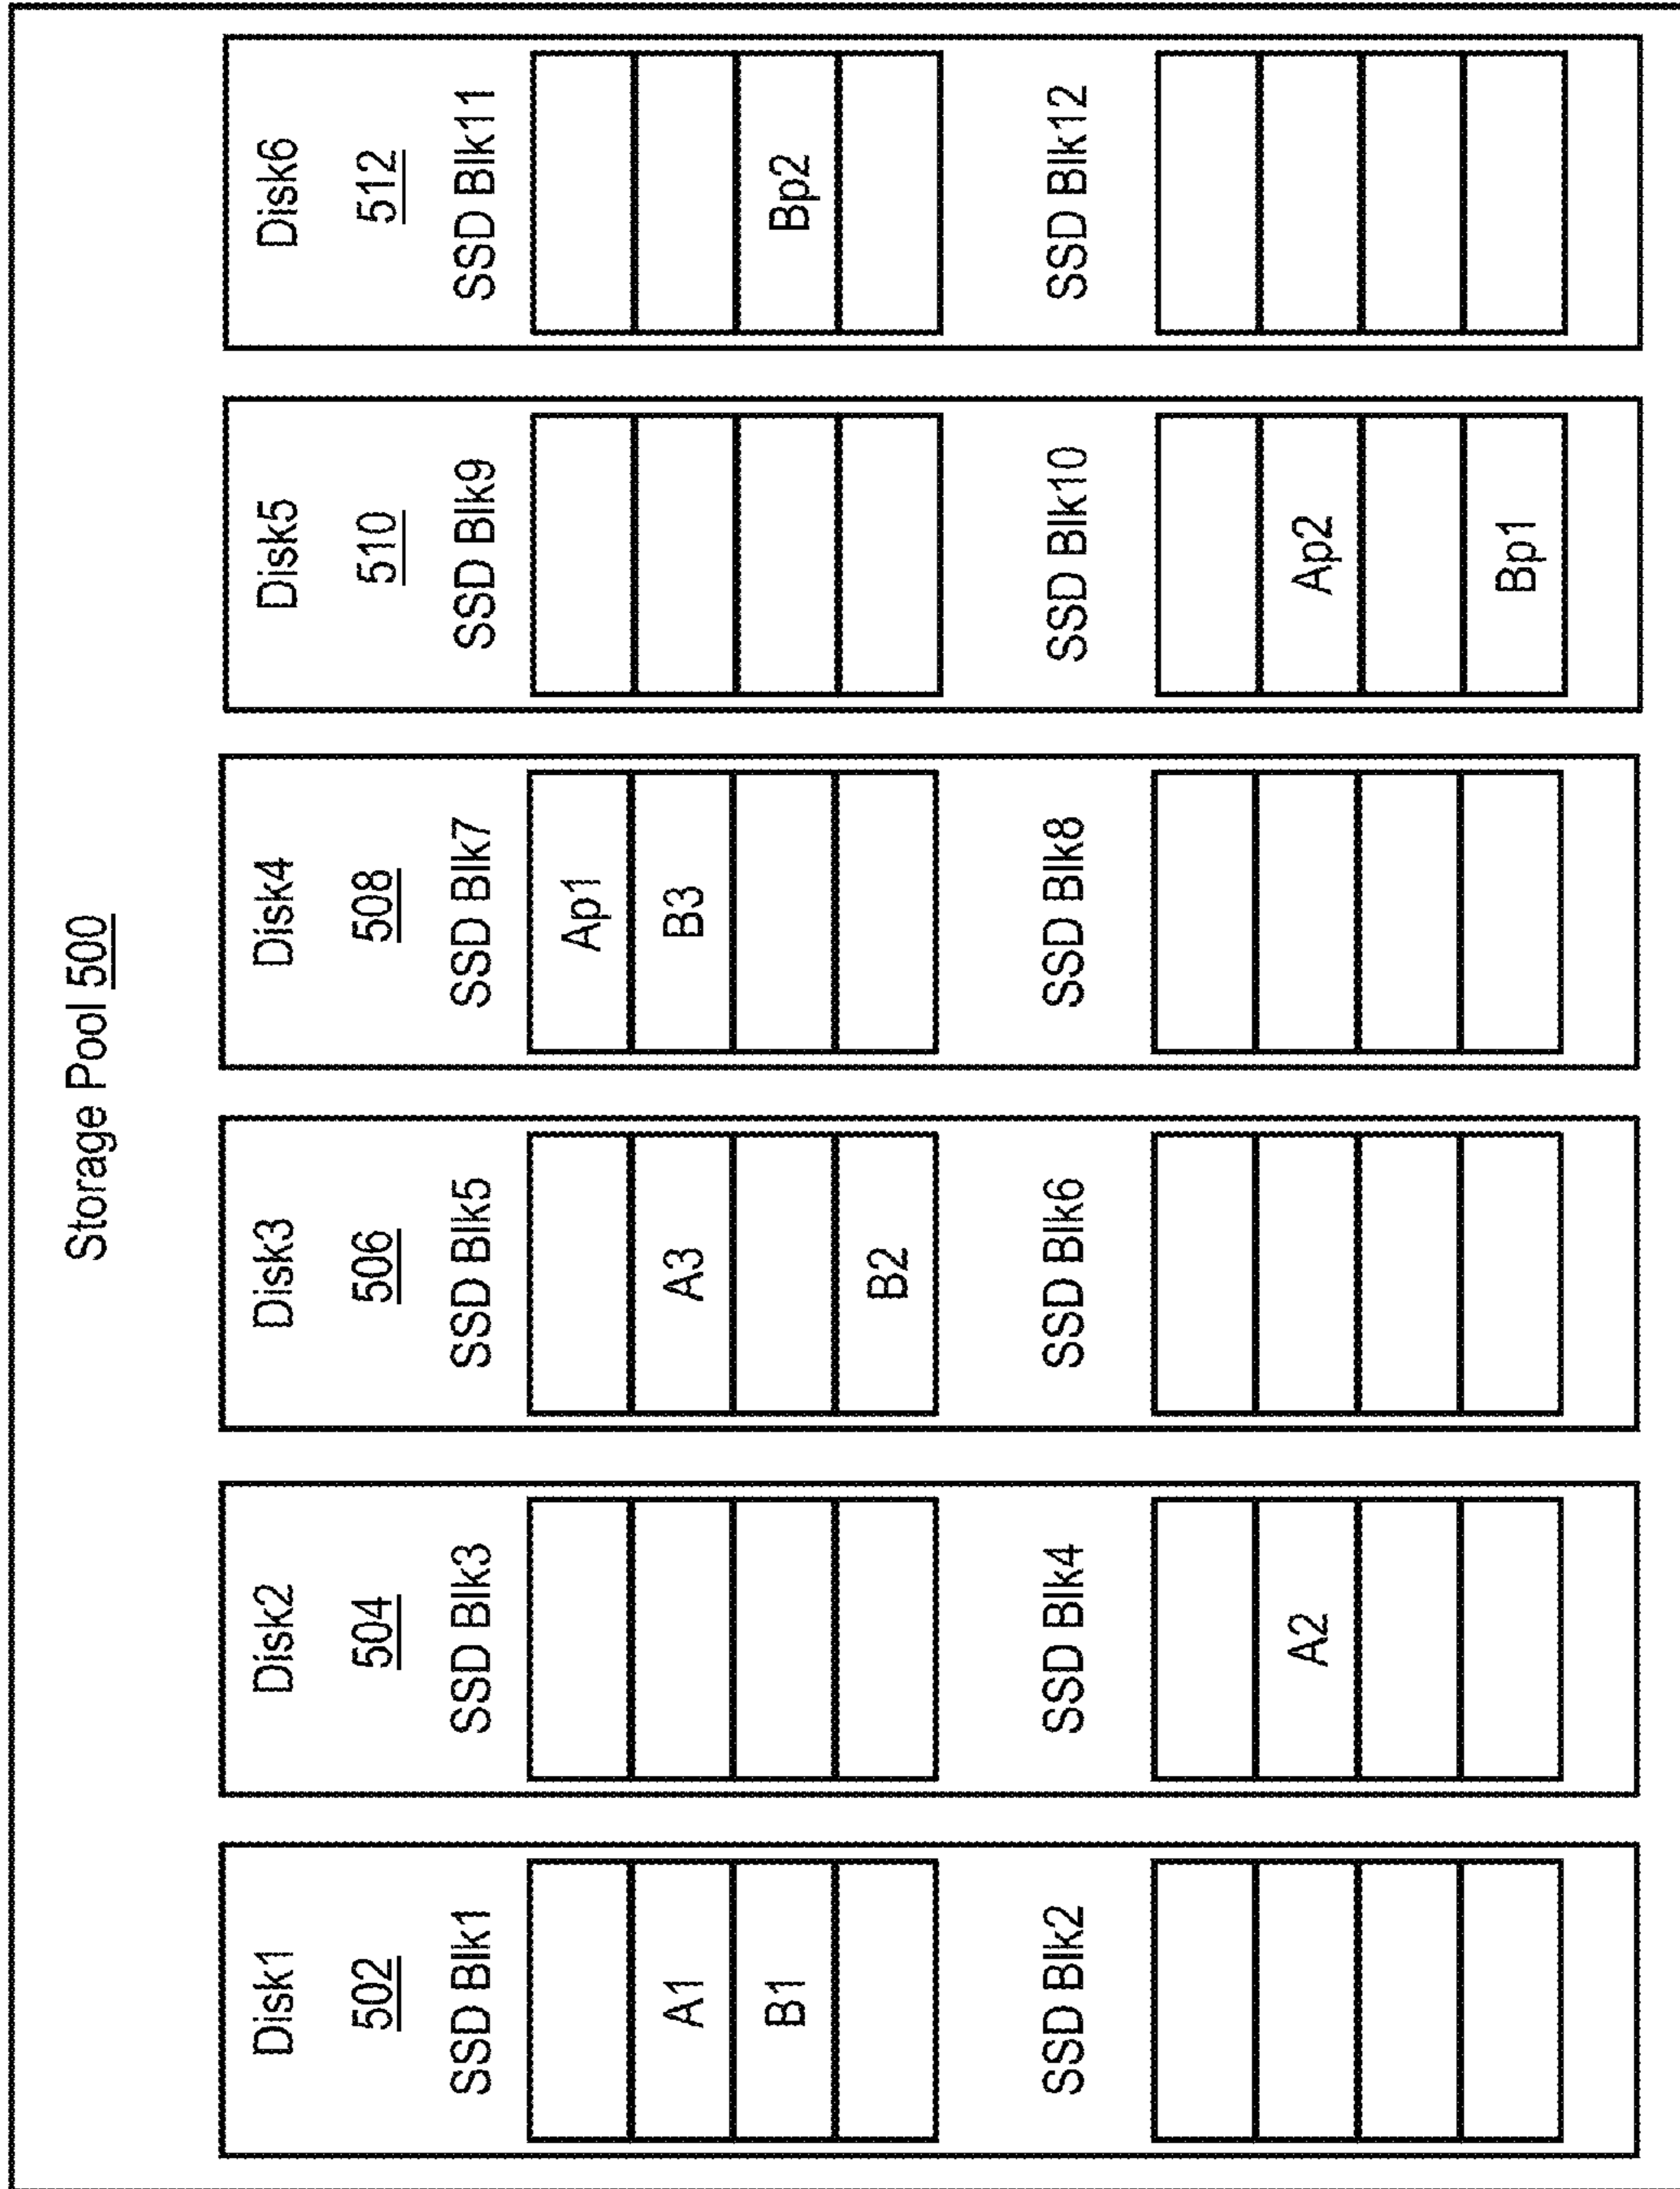 Storage Pool 500
Disk1
502
SSD Blk1
A1
B1
SSD Blk2
Disk2
504
SSD Blk3
SSD Blk4
A2
Disk3
506
SSD Blk5
A3
B2
SSD Blk6
Disk4
508
SSD Blk7
Ap1
B3
SSD Blk8
Disk5
510
SSD Blk9
SSD Blk10
Ap2
Bp1
Disk6
512
SSD Blk11
Bp2
SSD Blk12